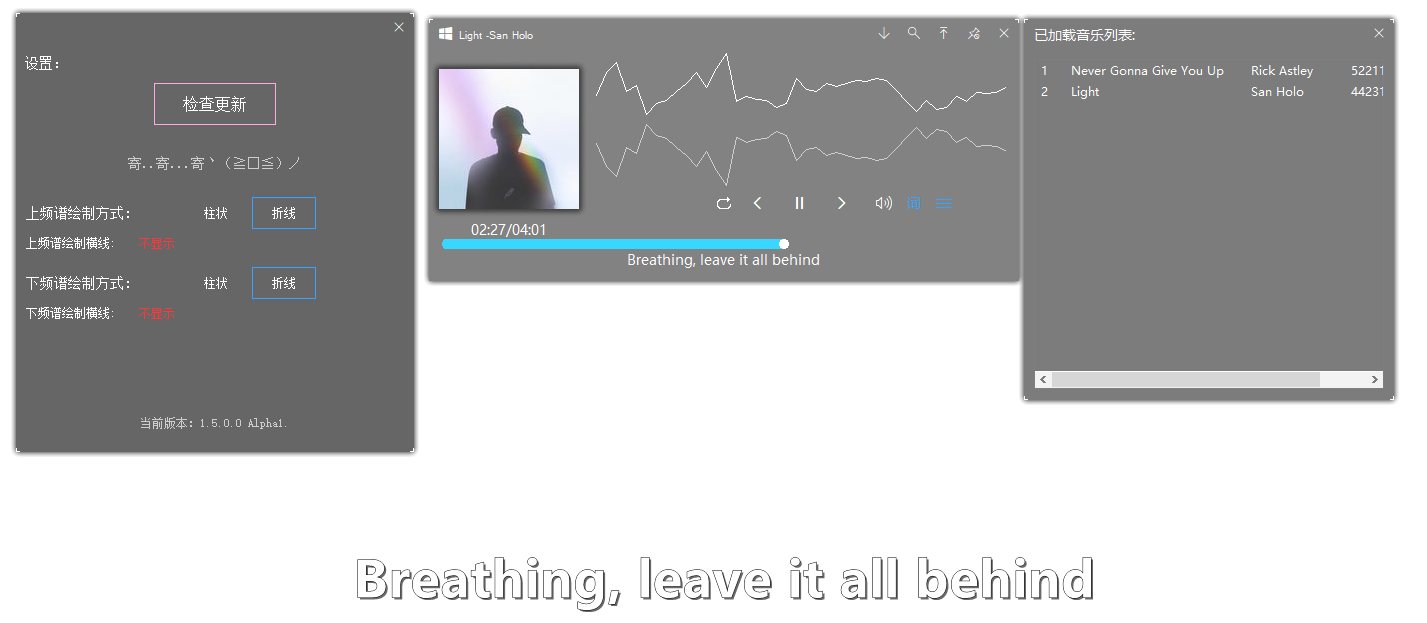 设置:
检查更新
寄..寄...寄丶(≧□≦)ノ
上频谱绘制方式:
柱状
折线
上频谱绘制横线:
不显示
下频谱绘制方式:
柱状
折线
下频谱绘制横线:
不显示
当前版本: 1.5.0.0 Alpha1.
Light -San Holo
词
02:27/04:01
Breathing, leave it all behind
已加载音乐列表:
1 Never Gonna Give You Up Rick Astley 52211
2 Light San Holo 44231
Breathing, leave it all behind